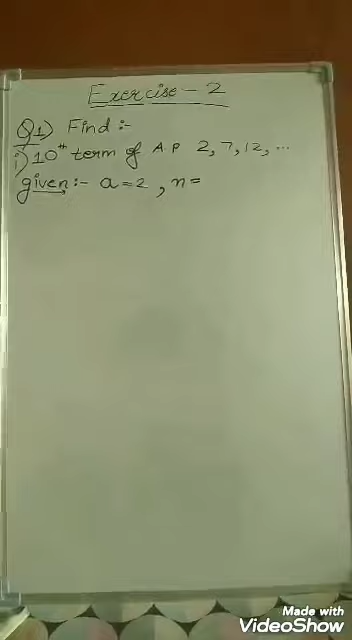 Exercise - 2
Q1) Find :-
i) 10th term of A P 2, 7, 12, ...
given :- a = 2 , n =
Made with
VideoShow